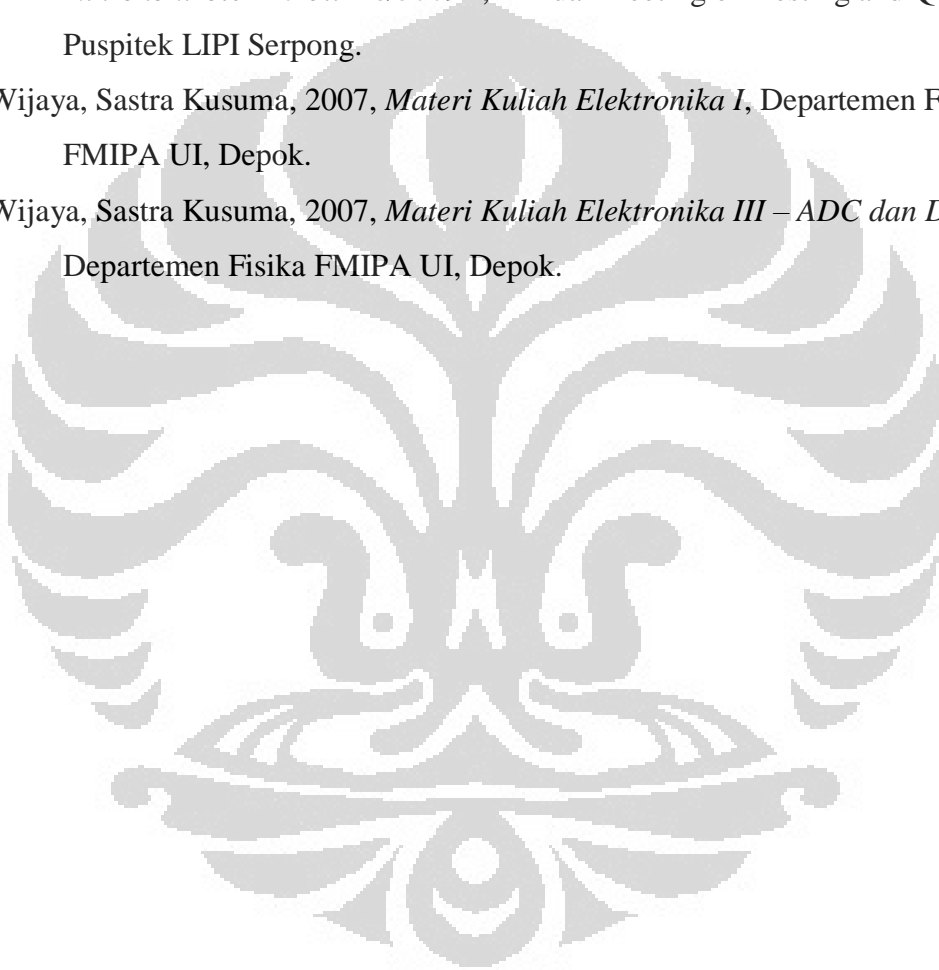 Puspitek LIPI Serpong.
Wijaya, Sastra Kusuma, 2007, Materi Kuliah Elektronika I, Departemen F
FMIPA UI, Depok.
Wijaya, Sastra Kusuma, 2007, Materi Kuliah Elektronika III – ADC dan D
Departemen Fisika FMIPA UI, Depok.